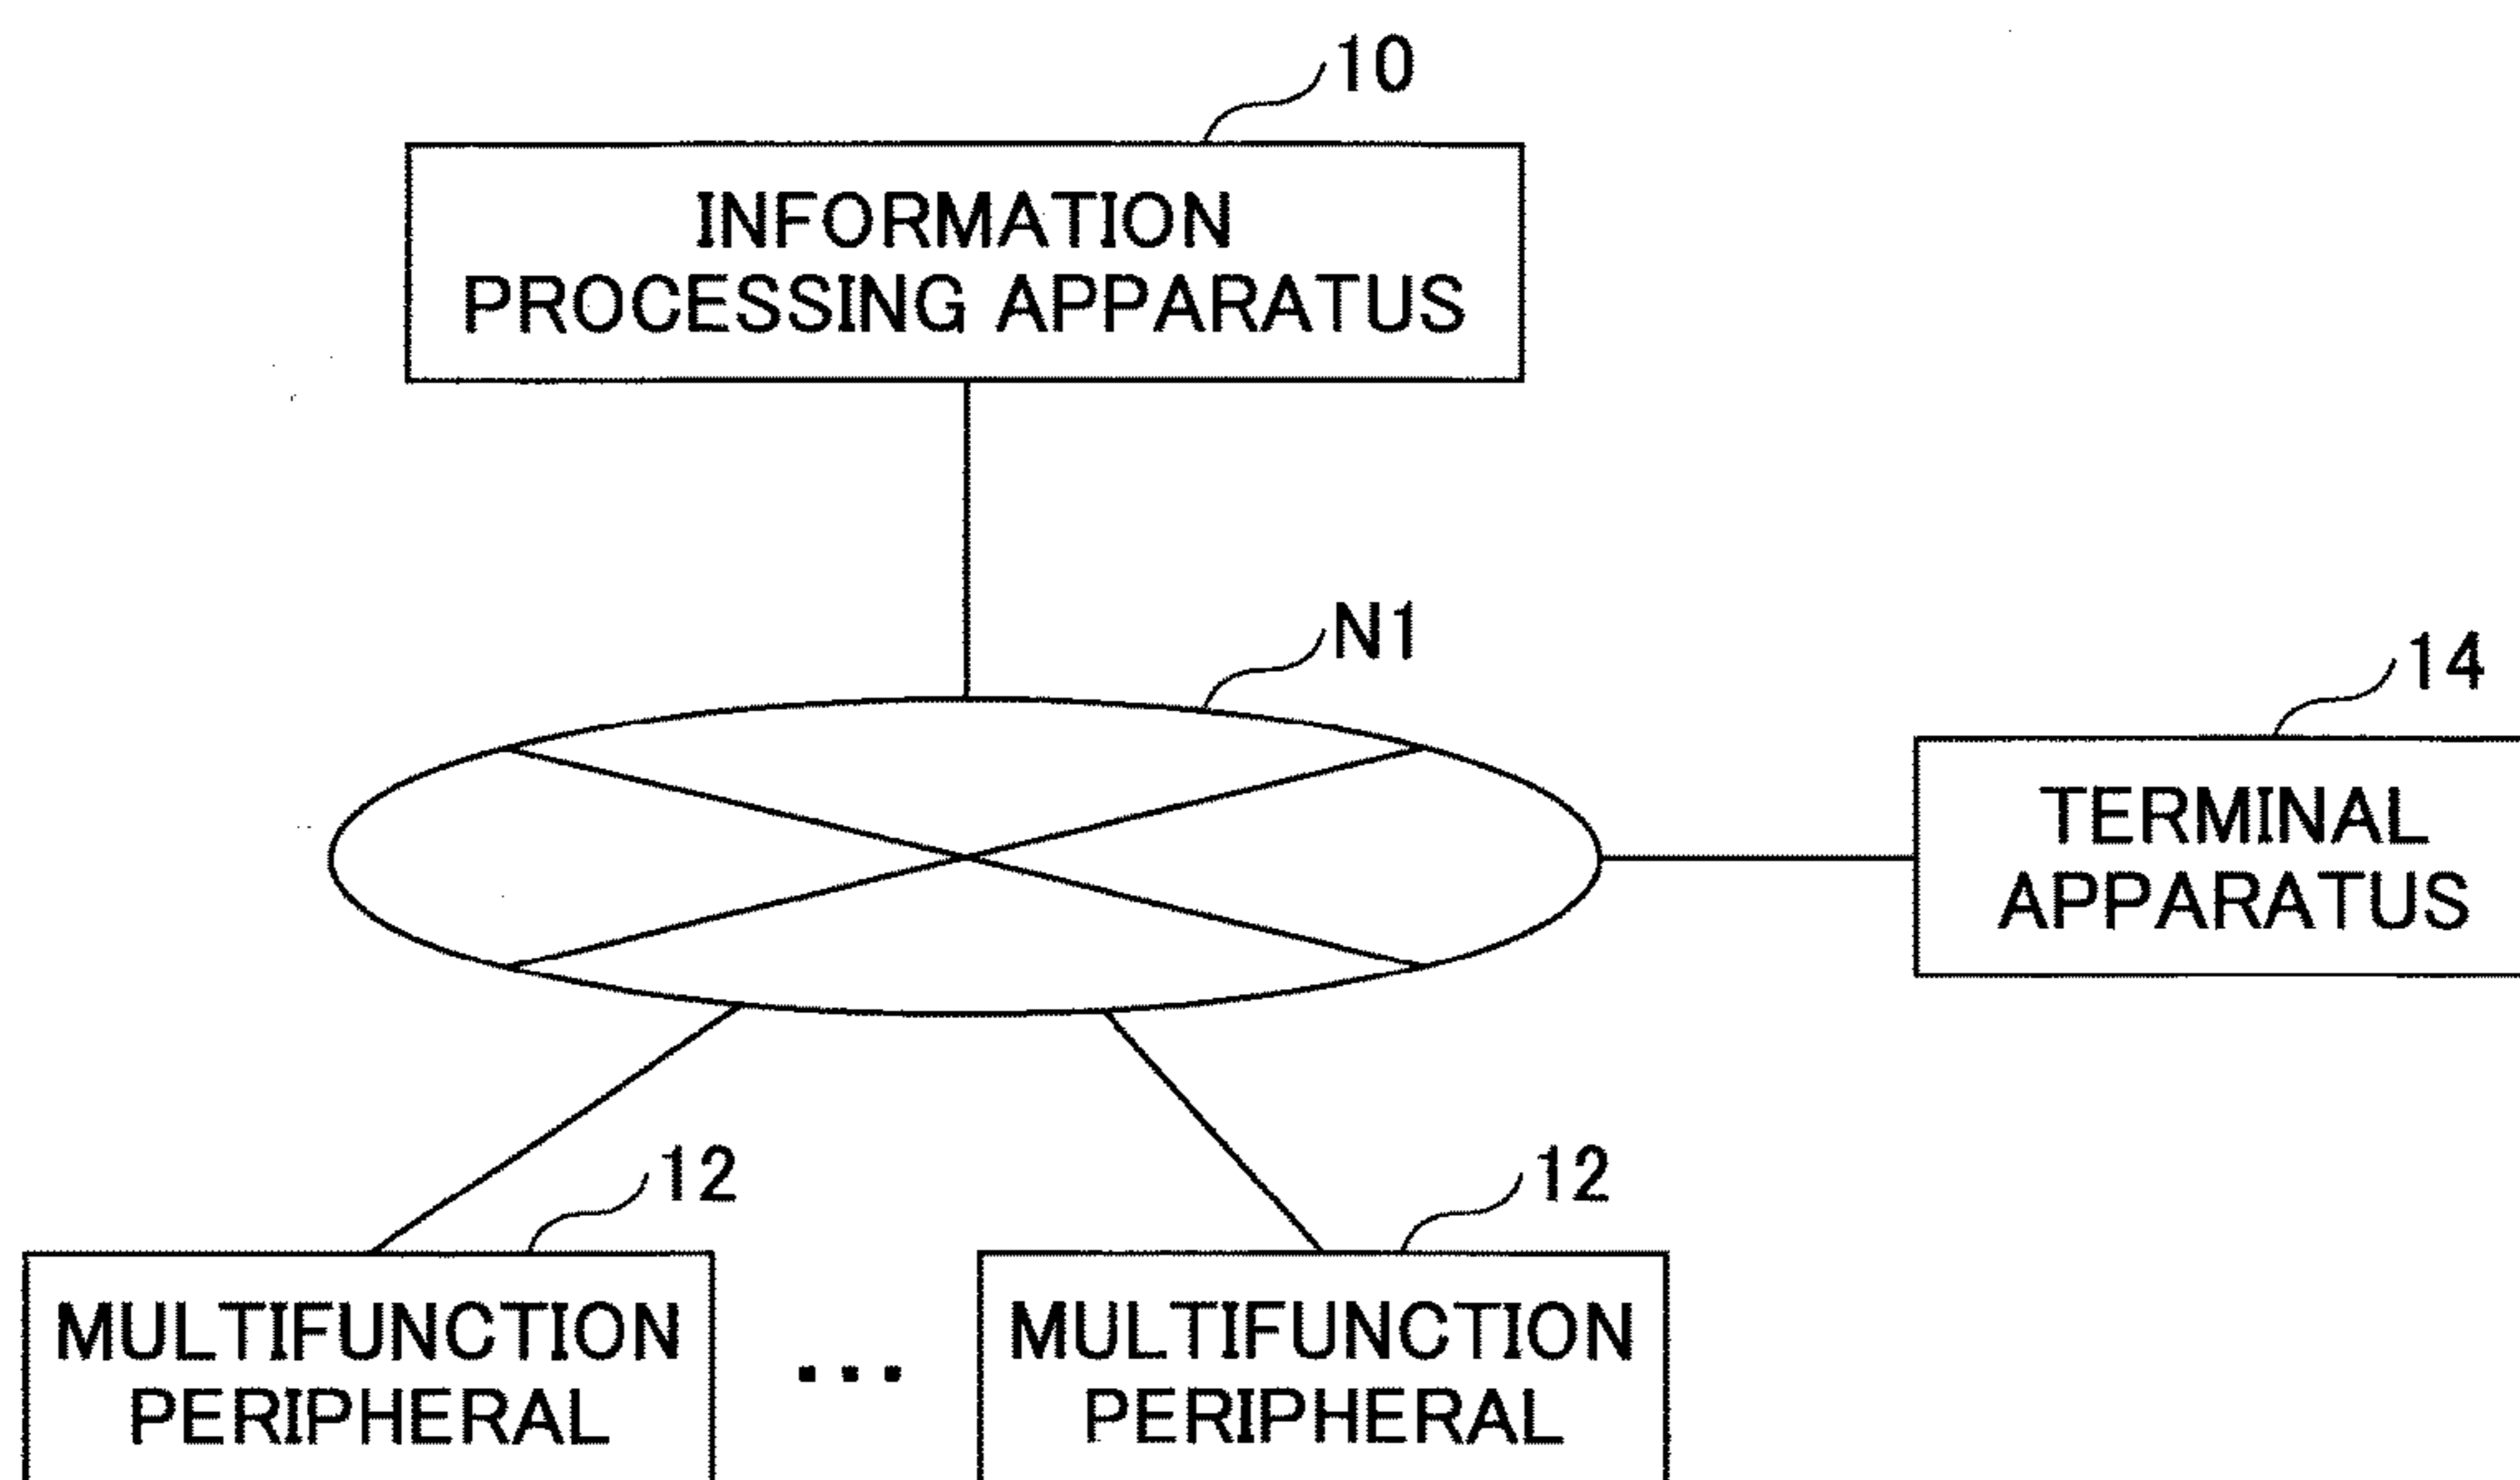 10
INFORMATION
PROCESSING APPARATUS
N1
14
TERMINAL
APPARATUS
12
12
MULTIFUNCTION
PERIPHERAL
...
MULTIFUNCTION
PERIPHERAL